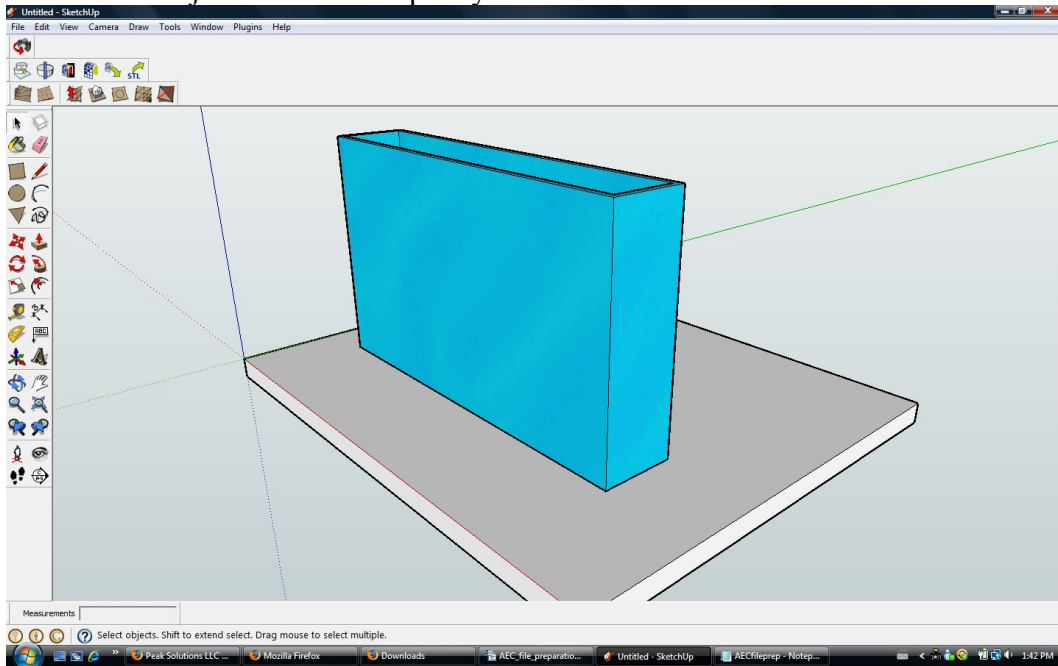 Untitled - SketchUp
File Edit View Camera Draw Tools Window Plugins Help
STL
ABC
Measurements
Select objects. Shift to extend select. Drag mouse to select multiple.
Peak Solutions LLC ... Mozilla Firefox Downloads AEC_file_preparatio... Untitled - SketchUp AECfileprep - Notep... 1:42 PM